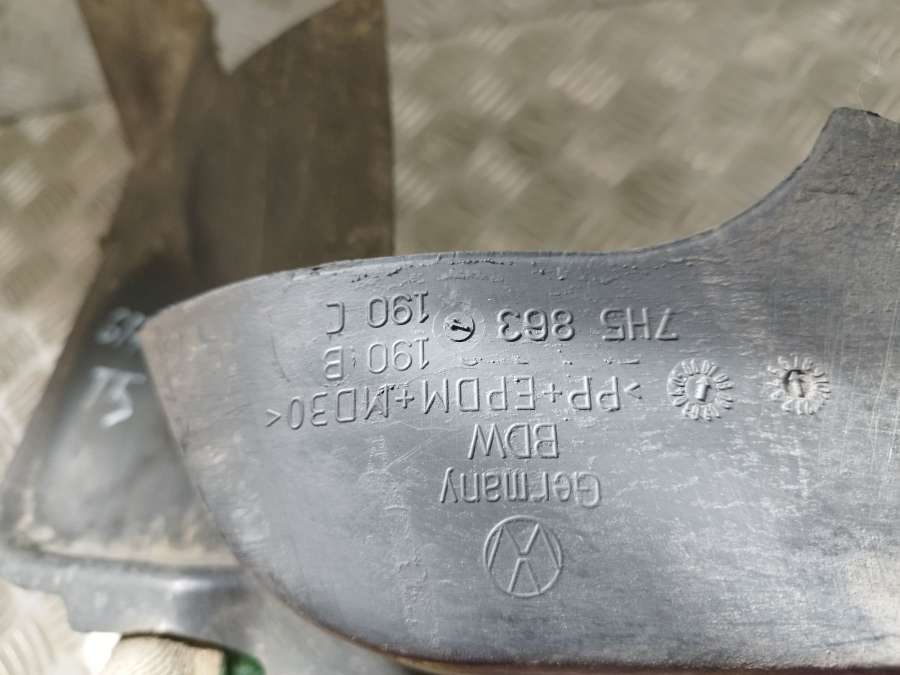 Germany
BDW
>PP+EPDM+MD30<
190 B
7H5 863 190 C
T5